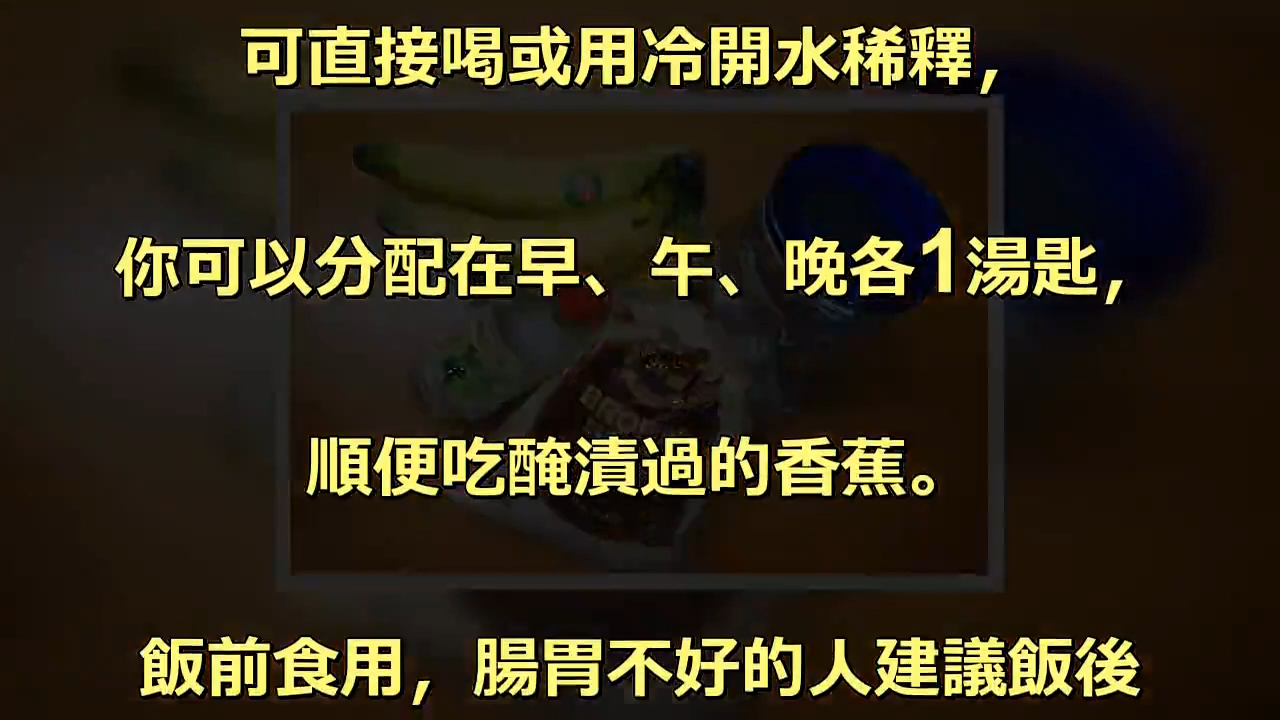 可直接喝或用冷開水稀釋，
你可以分配在早、午、晚各1湯匙，
順便吃醃漬過的香蕉。
飯前食用，腸胃不好的人建議飯後